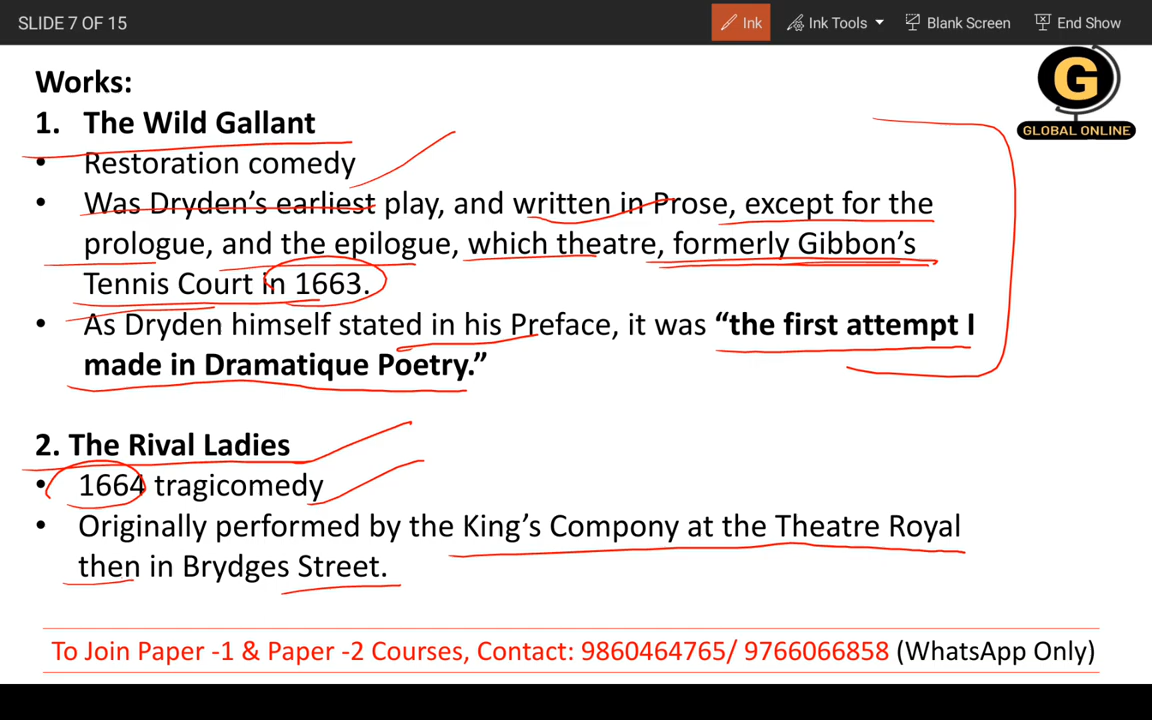 SLIDE 7 OF 15
Ink
Ink Tools
Blank Screen
End Show
G
GLOBAL ONLINE
Works:
1. The Wild Gallant
• Restoration comedy
• Was Dryden’s earliest play, and written in Prose, except for the
prologue, and the epilogue, which theatre, formerly Gibbon’s
Tennis Court in 1663.
• As Dryden himself stated in his Preface, it was “the first attempt I
made in Dramatique Poetry.”
2. The Rival Ladies
• 1664 tragicomedy
• Originally performed by the King’s Compony at the Theatre Royal
then in Brydges Street.
To Join Paper -1 & Paper -2 Courses, Contact: 9860464765/ 9766066858 (WhatsApp Only)